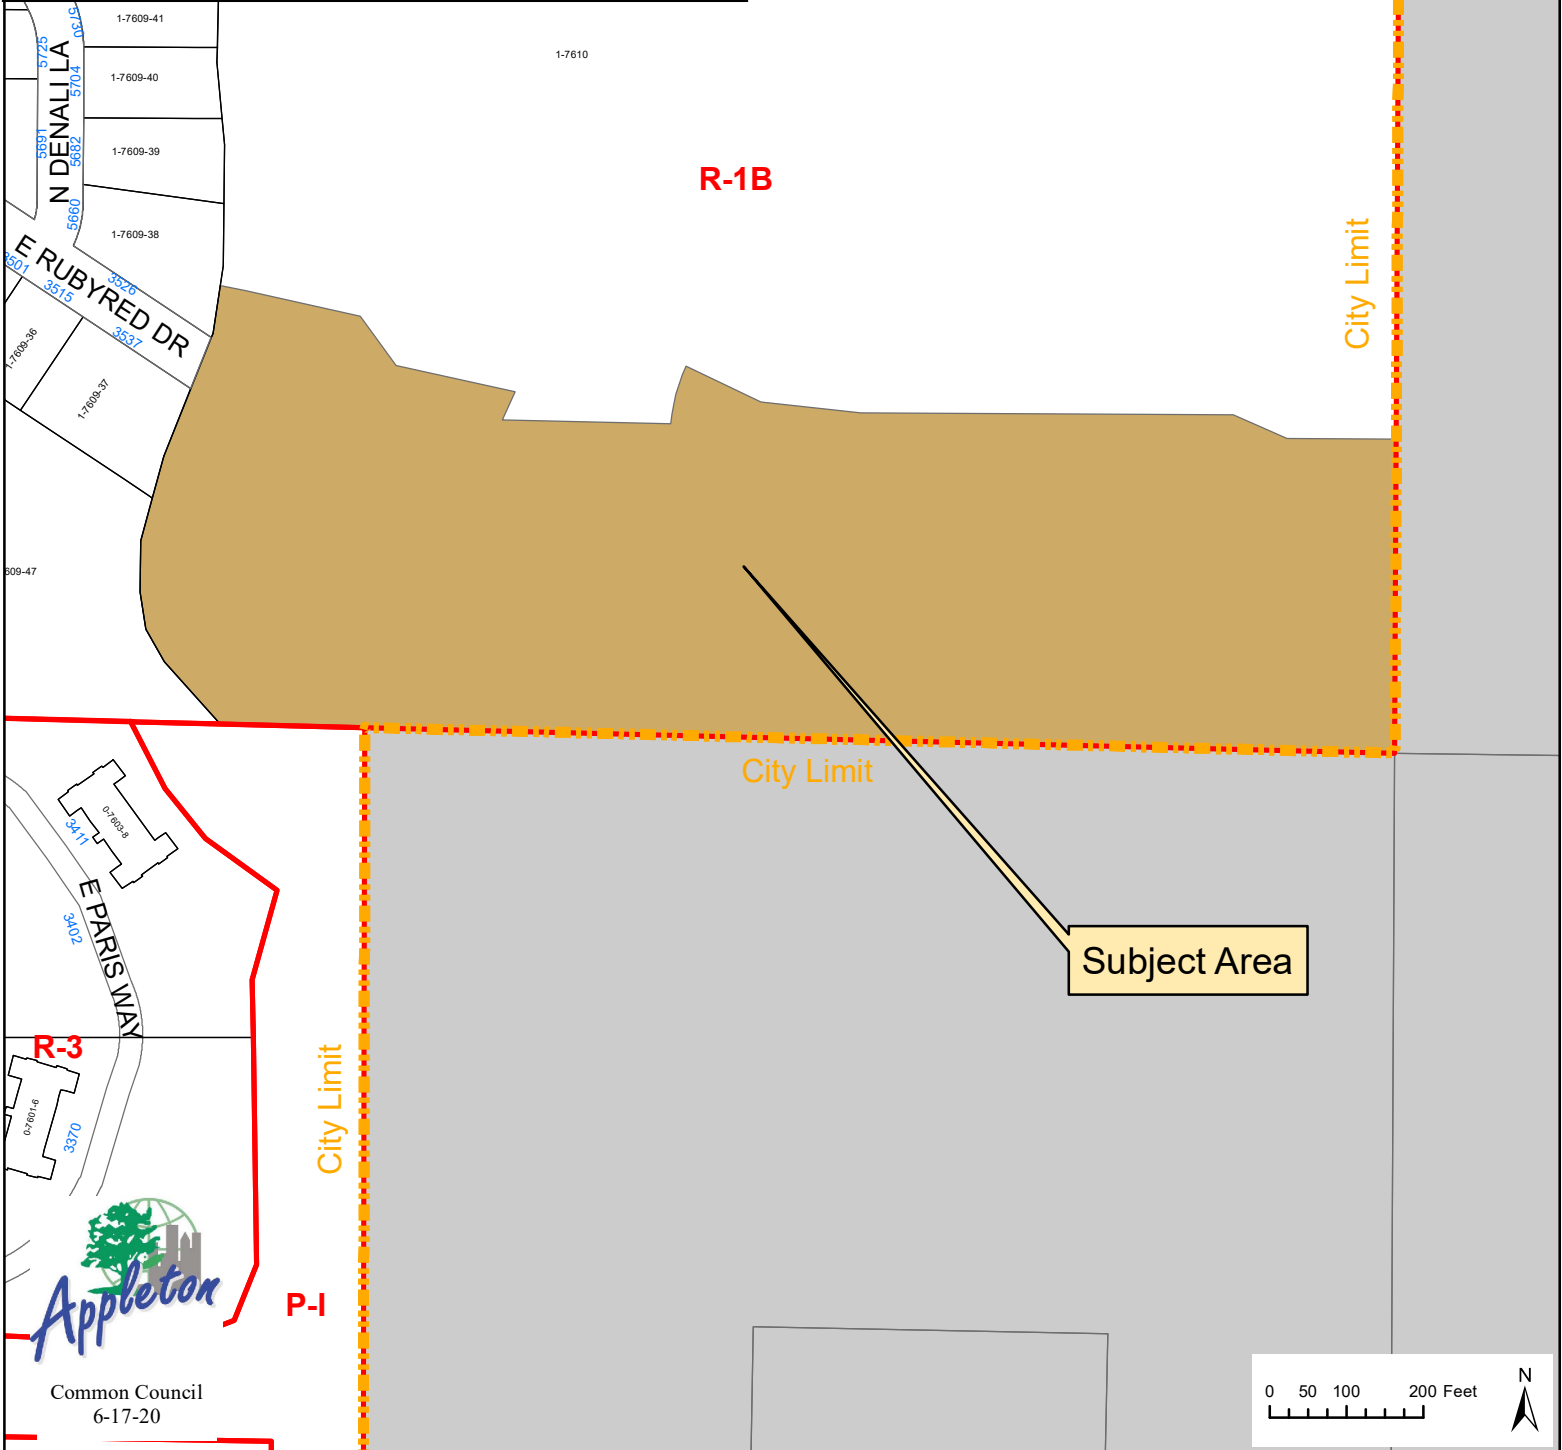 1-7609-41
1-7610
5730
5725
N DENALI LA
5704
1-7609-40
5691
5682
1-7609-39
R-1B
5660
1-7609-38
City Limit
E RUBYRED DR
3501
3515
3526
3537
1-7609-36
1-7609-37
609-47
City Limit
0-7603-8
3411
E PARIS WAY
3402
Subject Area
R-3
City Limit
0-7601-6
3370
Appleton
P-I
Common Council
6-17-20
N
0 50 100 200 Feet